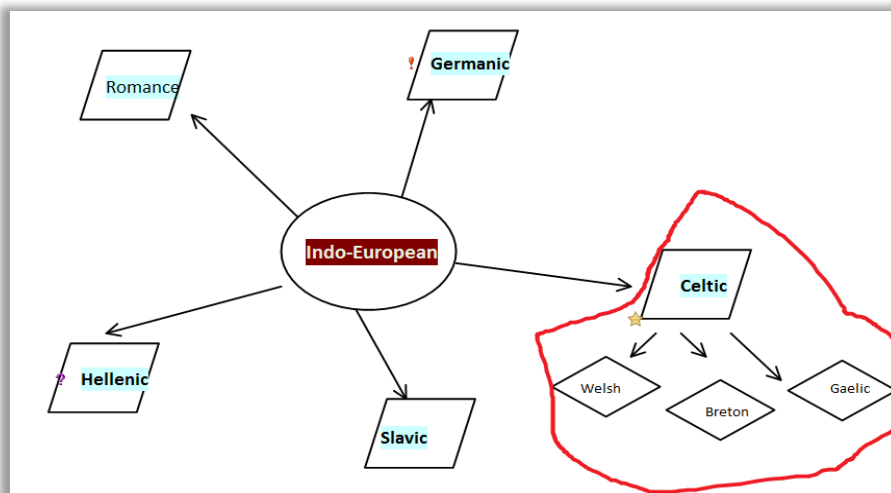 Germanic
Romance
Indo-European
Celtic
Hellenic
Welsh
Gaelic
Breton
Slavic